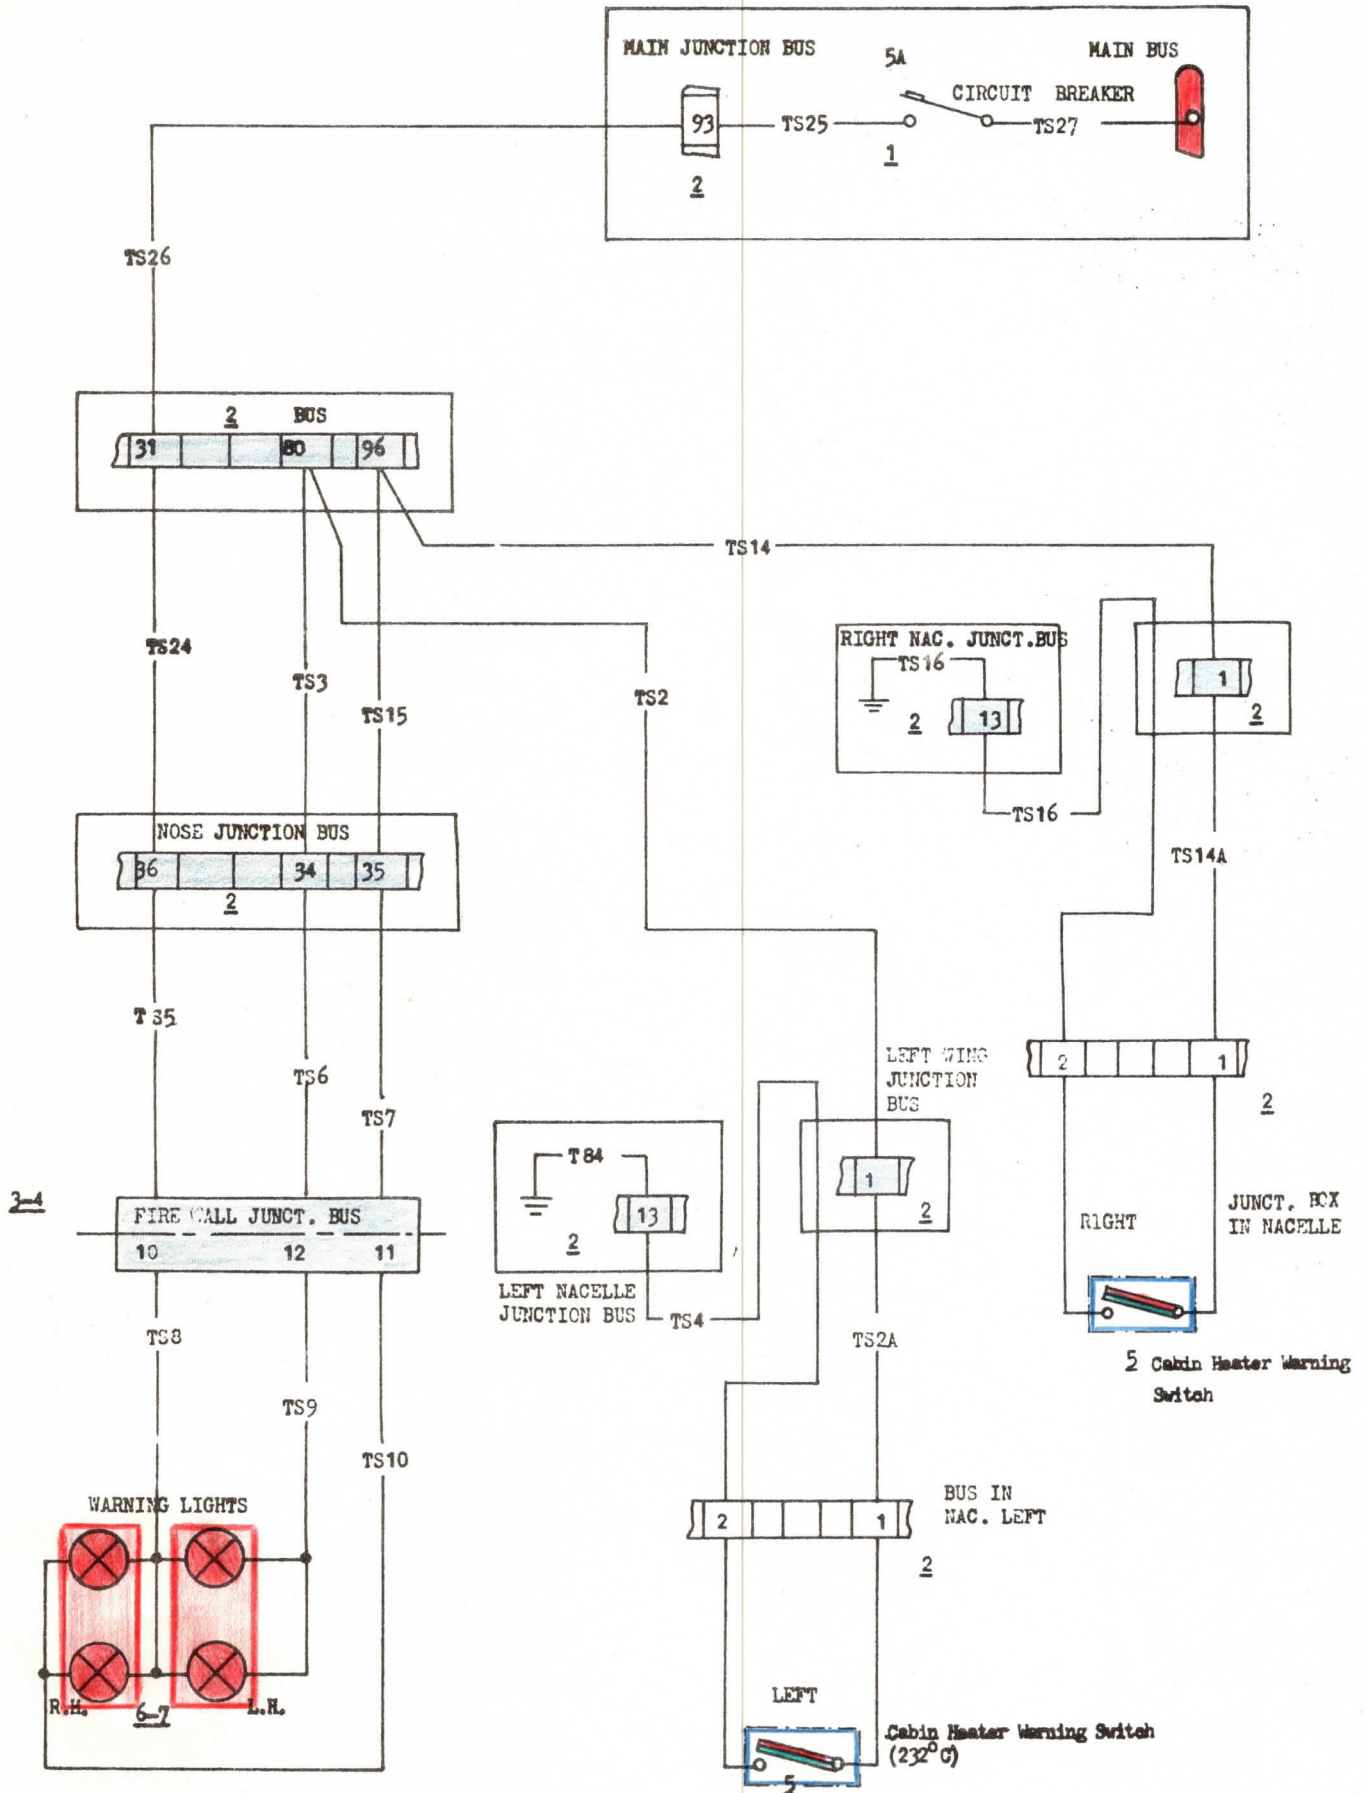 MAIN JUNCTION BUS
5A
MAIN BUS
CIRCUIT BREAKER
93
TS25
TS27
1
2
TS26
2 BUS
31 80 96
TS14
TS24
TS3
TS15
TS2
RIGHT NAC. JUNCT.BUS
TS16
2
13
1
2
TS16
NOSE JUNCTION BUS
36 34 35
2
TS14A
TS5
TS6
TS7
LEFT WING
JUNCTION
BUS
2 1
2
T84
13
2
1
2
LEFT NACELLE
JUNCTION BUS
TS4
3-4
FIRE WALL JUNCT. BUS
10 12 11
RIGHT
JUNCT. BOX
IN NACELLE
5 Cabin Heater Warning
Switch
TS8
TS9
TS10
TS2A
WARNING LIGHTS
R.H.
6-7
L.H.
2 1
BUS IN
NAC. LEFT
2
LEFT
Cabin Heater Warning Switch
(232°C)
5